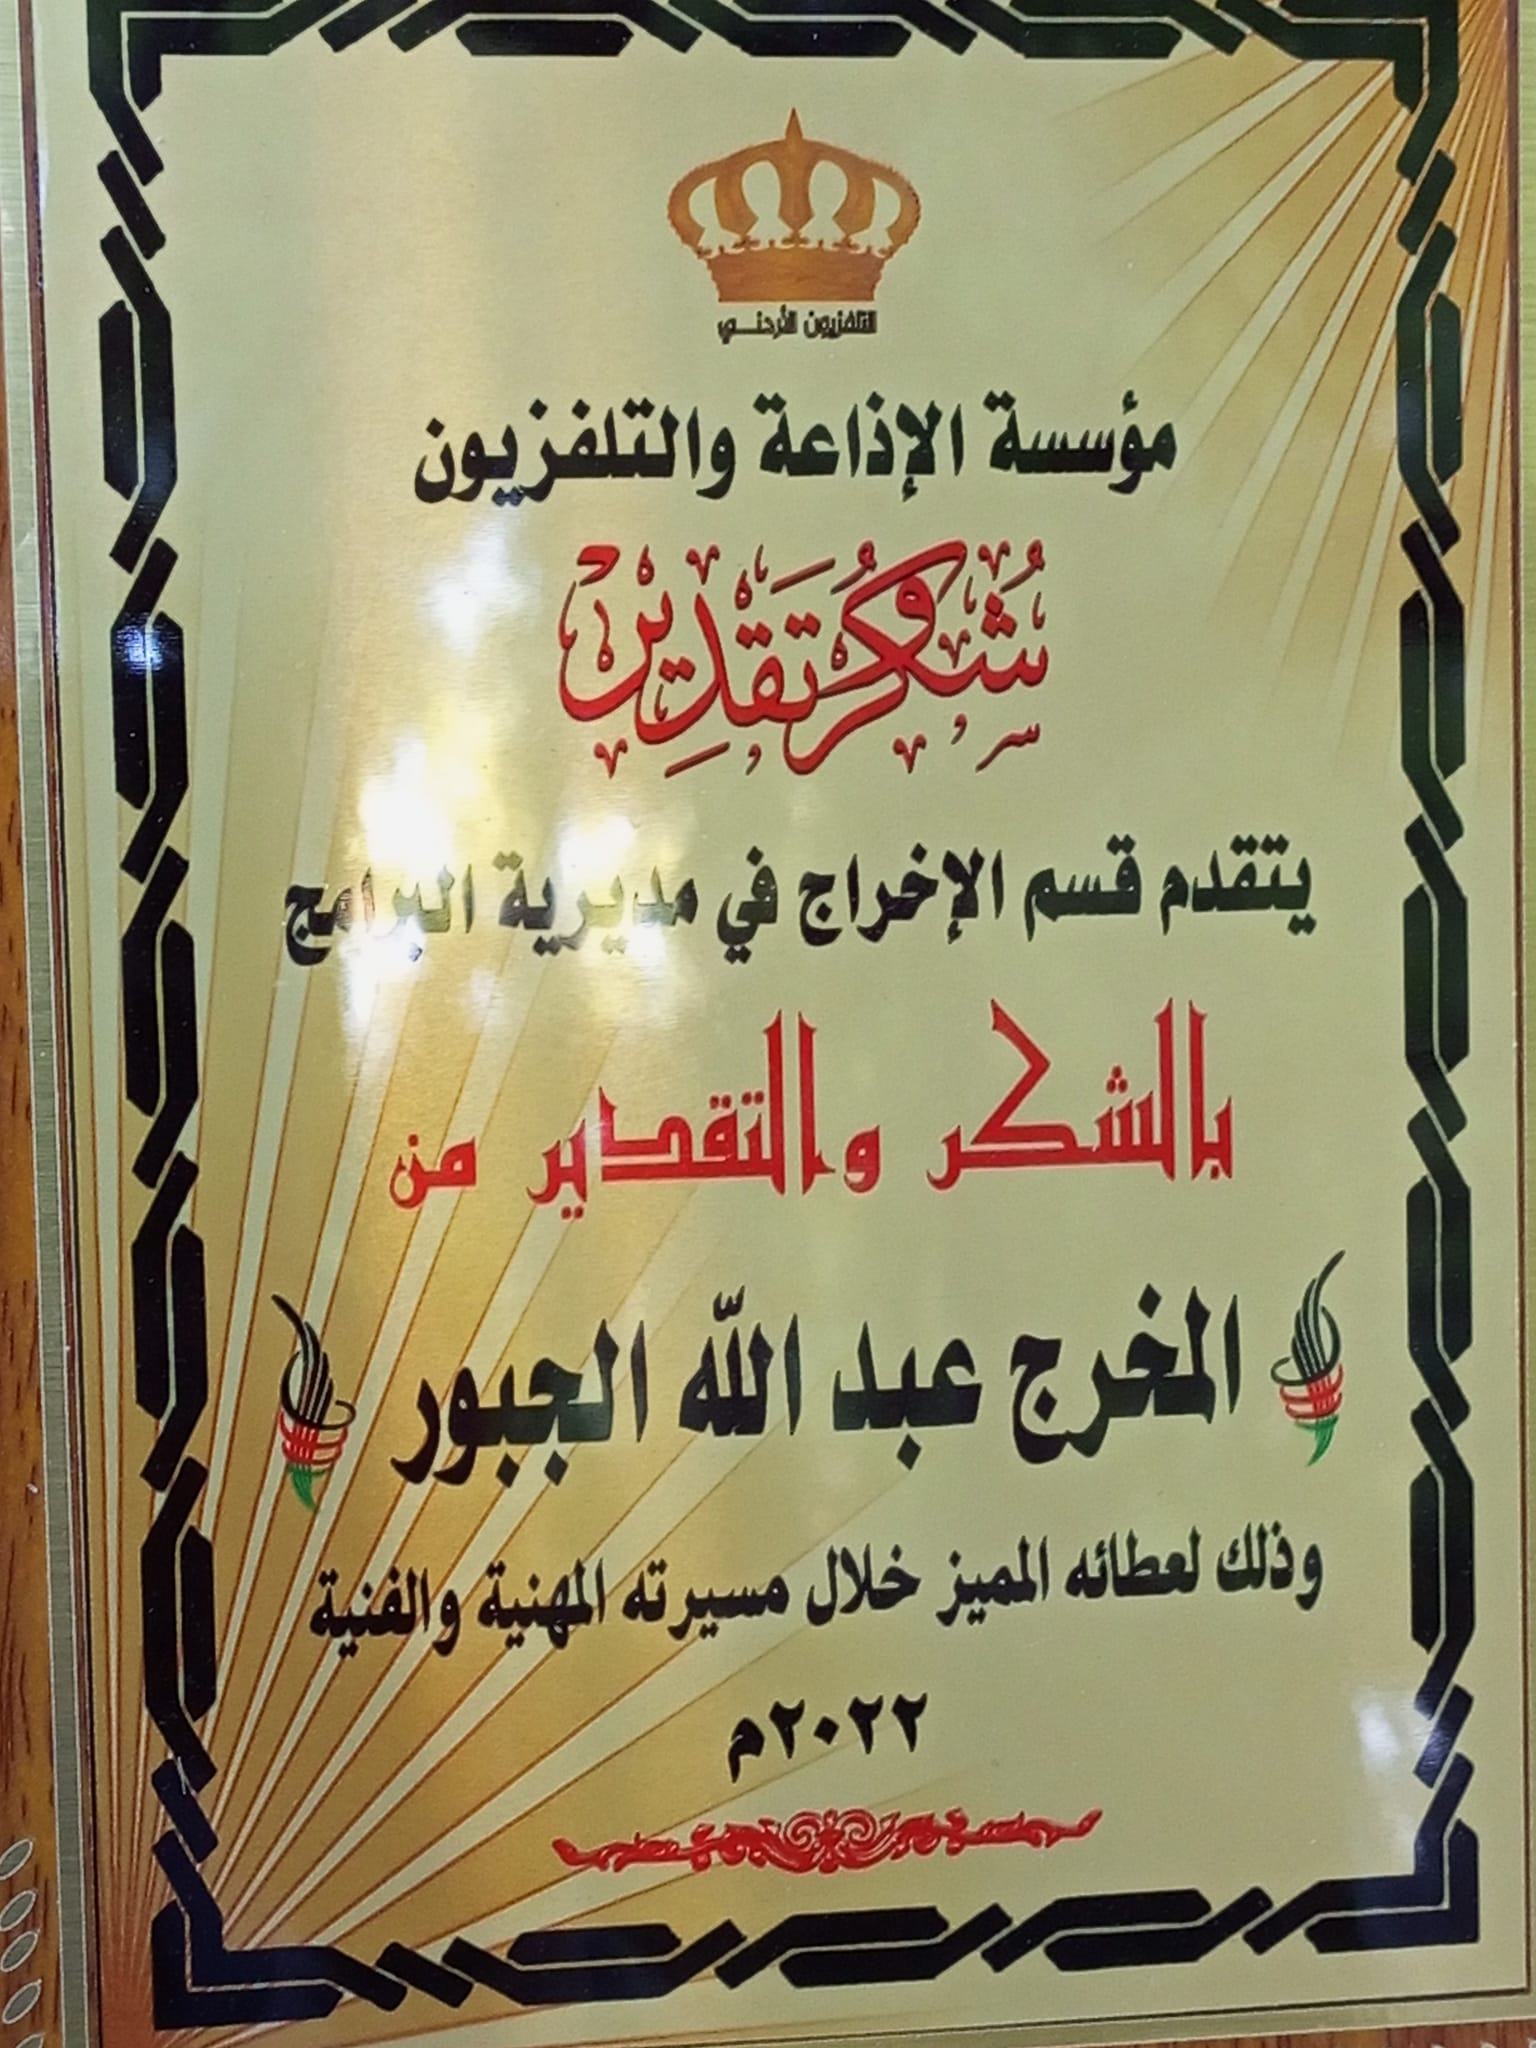 التلفزيون الأردني
مؤسسة الإذاعة والتلفزيون
شكر وتقدير
يتقدم قسم الإخراج في مديرية البرامج
بالشكر والتقدير من
المخرج عبد الله الجبور
وذلك لعطائه المميز خلال مسيرته المهنية والفنية
٢٠٢٢م